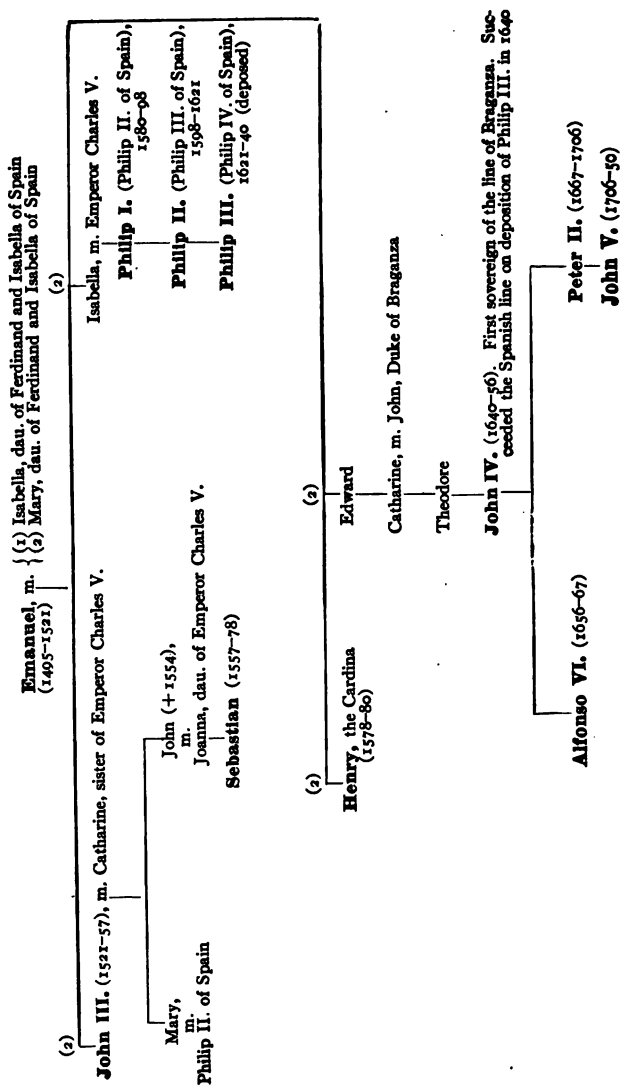 Emanuel, m. { (1) Isabella, dau. of Ferdinand and Isabella of Spain
(1495–1521) { (2) Mary, dau. of Ferdinand and Isabella of Spain
(2)
John III. (1521–57), m. Catharine, sister of Emperor Charles V.
Mary,
m.
Philip II. of Spain
John (+ 1554),
m.
Joanna, dau. of Emperor Charles V.
Sebastian (1557–78)
(2)
Isabella, m. Emperor Charles V.
Philip I. (Philip II. of Spain),
1580–98
Philip II. (Philip III. of Spain),
1598–1621
Philip III. (Philip IV. of Spain),
1621–40 (deposed)
(2)
Henry, the Cardina
(1578–80)
(2)
Edward
Catharine, m. John, Duke of Braganza
Theodore
John IV. (1640–56). First sovereign of the line of Braganza. Suc-
ceeded the Spanish line on deposition of Philip III. in 1640
Alfonso VI. (1656–67)
Peter II. (1667–1706)
John V. (1706–50)